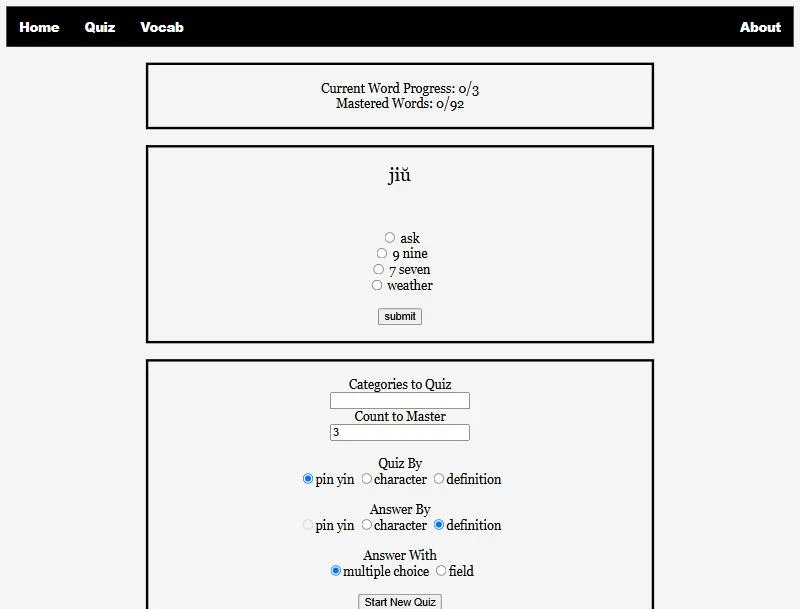 Home Quiz Vocab About
Current Word Progress: 0/3
Mastered Words: 0/92
jiŭ
ask
9 nine
7 seven
weather
submit
Categories to Quiz
Count to Master
3
Quiz By
pin yin character definition
Answer By
pin yin character definition
Answer With
multiple choice field
Start New Quiz